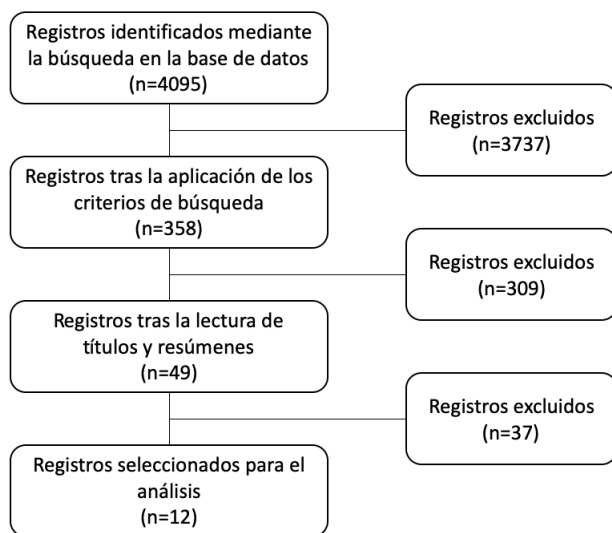 Registros identificados mediante
la búsqueda en la base de datos
(n=4095)
Registros excluidos
(n=3737)
Registros tras la aplicación de los
criterios de búsqueda
(n=358)
Registros excluidos
(n=309)
Registros tras la lectura de
títulos y resúmenes
(n=49)
Registros excluidos
(n=37)
Registros seleccionados para el
análisis
(n=12)